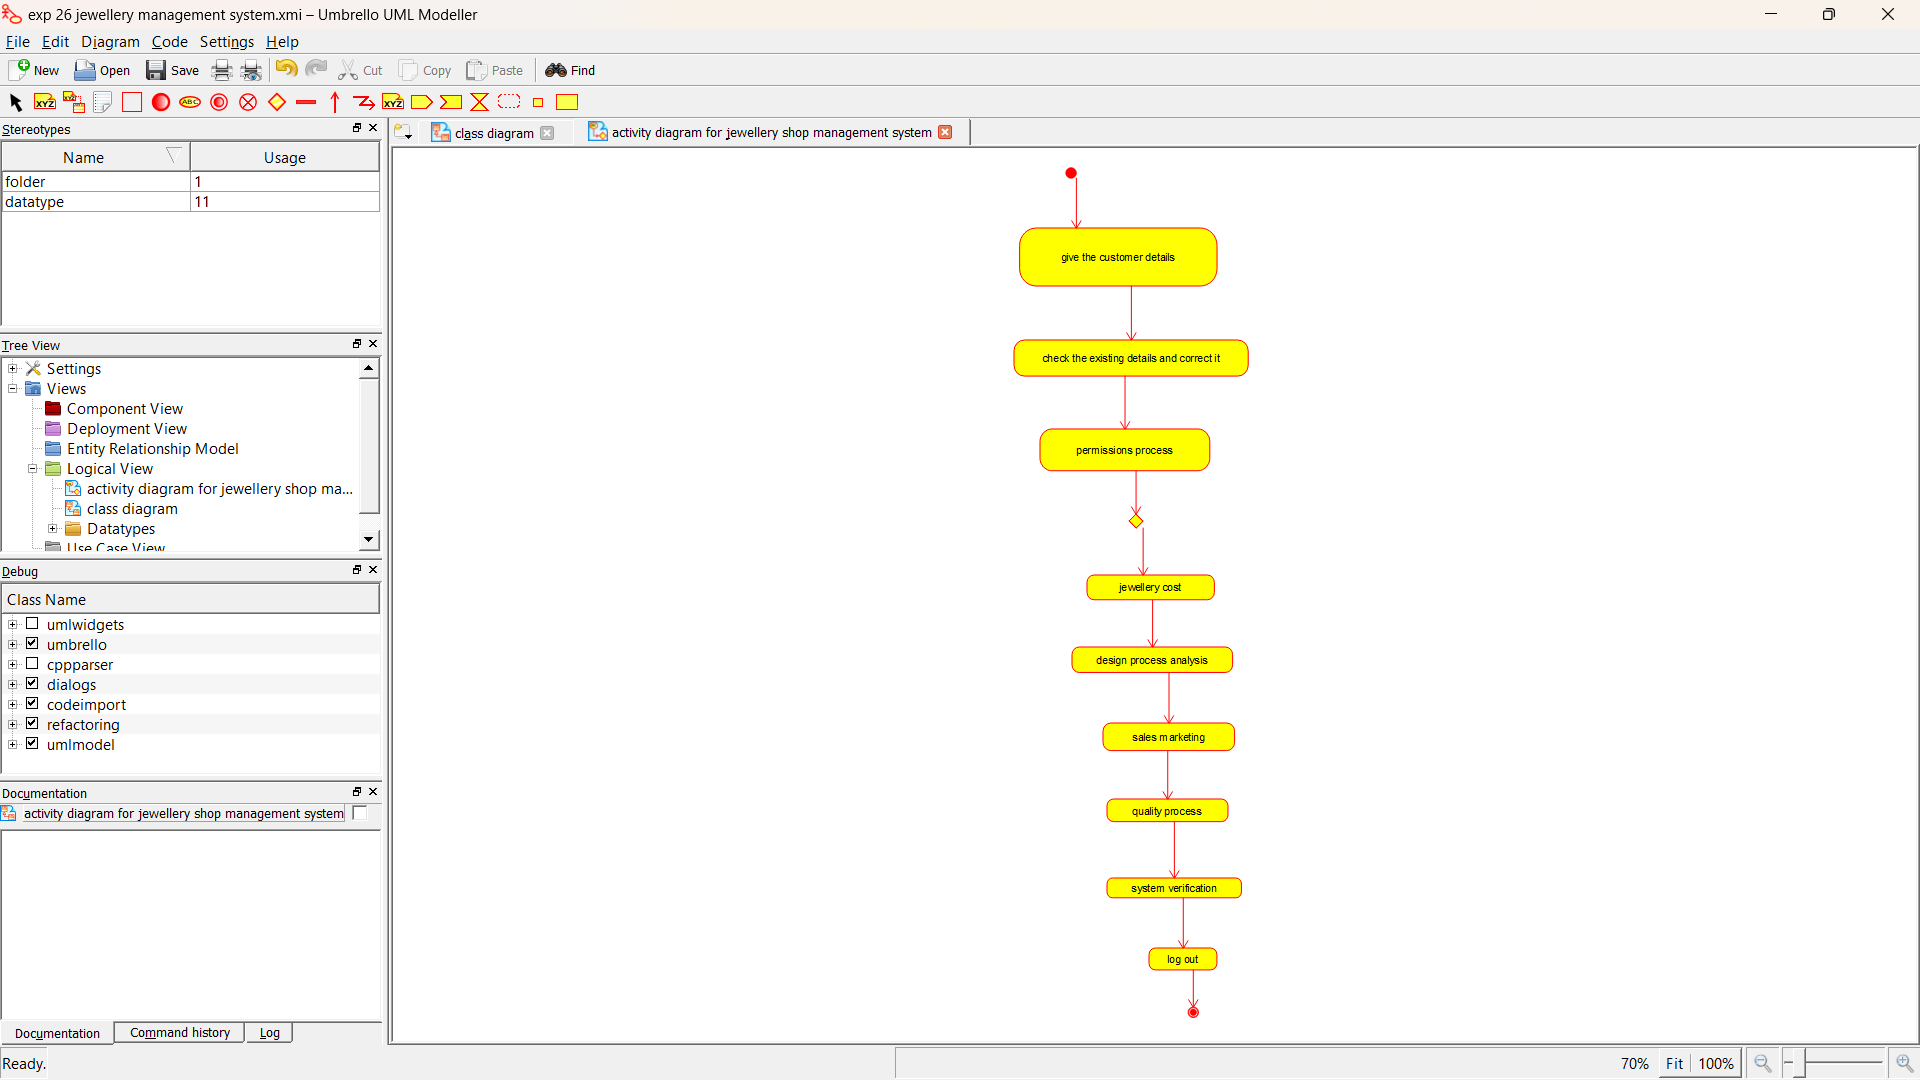 exp 26 jewellery management system.xmi – Umbrello UML Modeller
File Edit Diagram Code Settings Help
New Open Save Cut Copy Paste Find
XYZ XYZ ABC XYZ
Stereotypes
Name Usage
folder 1
datatype 11
Tree View
Settings
Views
Component View
Deployment View
Entity Relationship Model
Logical View
activity diagram for jewellery shop ma...
class diagram
Datatypes
Use Case View
Debug
Class Name
umlwidgets
umbrello
cppparser
dialogs
codeimport
refactoring
umlmodel
Documentation
activity diagram for jewellery shop management system
Documentation Command history Log
class diagram activity diagram for jewellery shop management system
give the customer details
check the existing details and correct it
permissions process
jewellery cost
design process analysis
sales marketing
quality process
system verification
log out
Ready. 70% Fit 100%